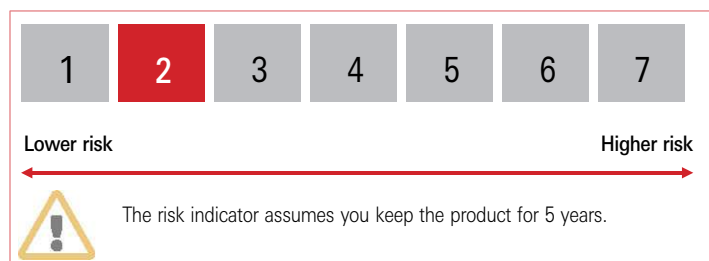 1 2 3 4 5 6 7
Lower risk Higher risk
The risk indicator assumes you keep the product for 5 years.